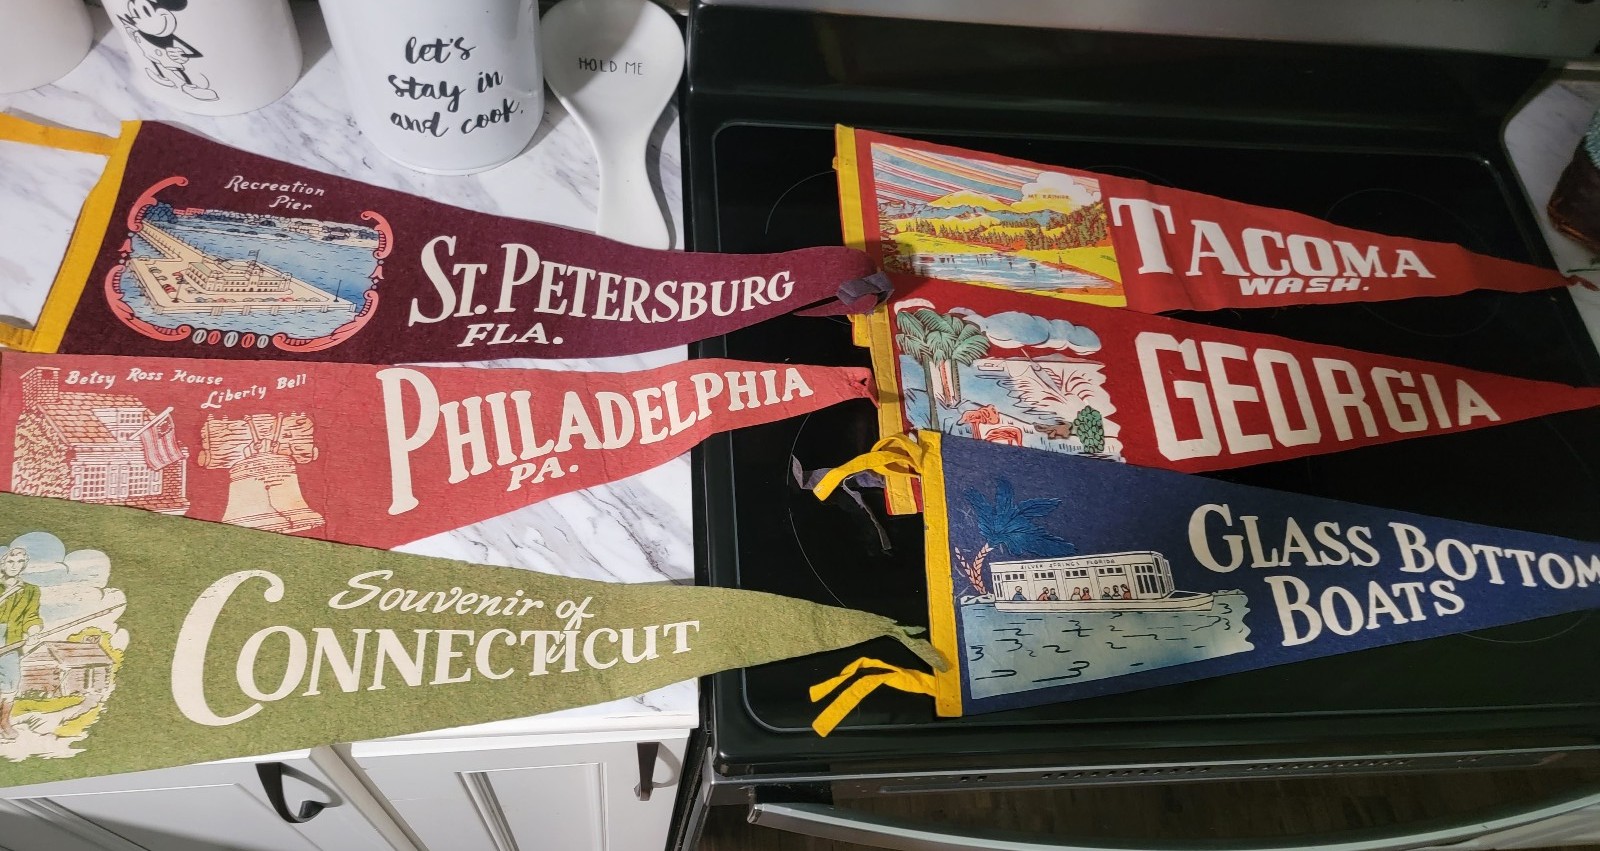 let's
stay in
and cook.
HOLD ME
Recreation
Pier
ST. PETERSBURG
FLA.
Betsy Ross House
Liberty Bell
PHILADELPHIA
PA.
Souvenir of
CONNECTICUT
MT. RAINIER
TACOMA
WASH.
GEORGIA
SILVER SPRINGS FLORIDA
GLASS BOTTOM
BOATS